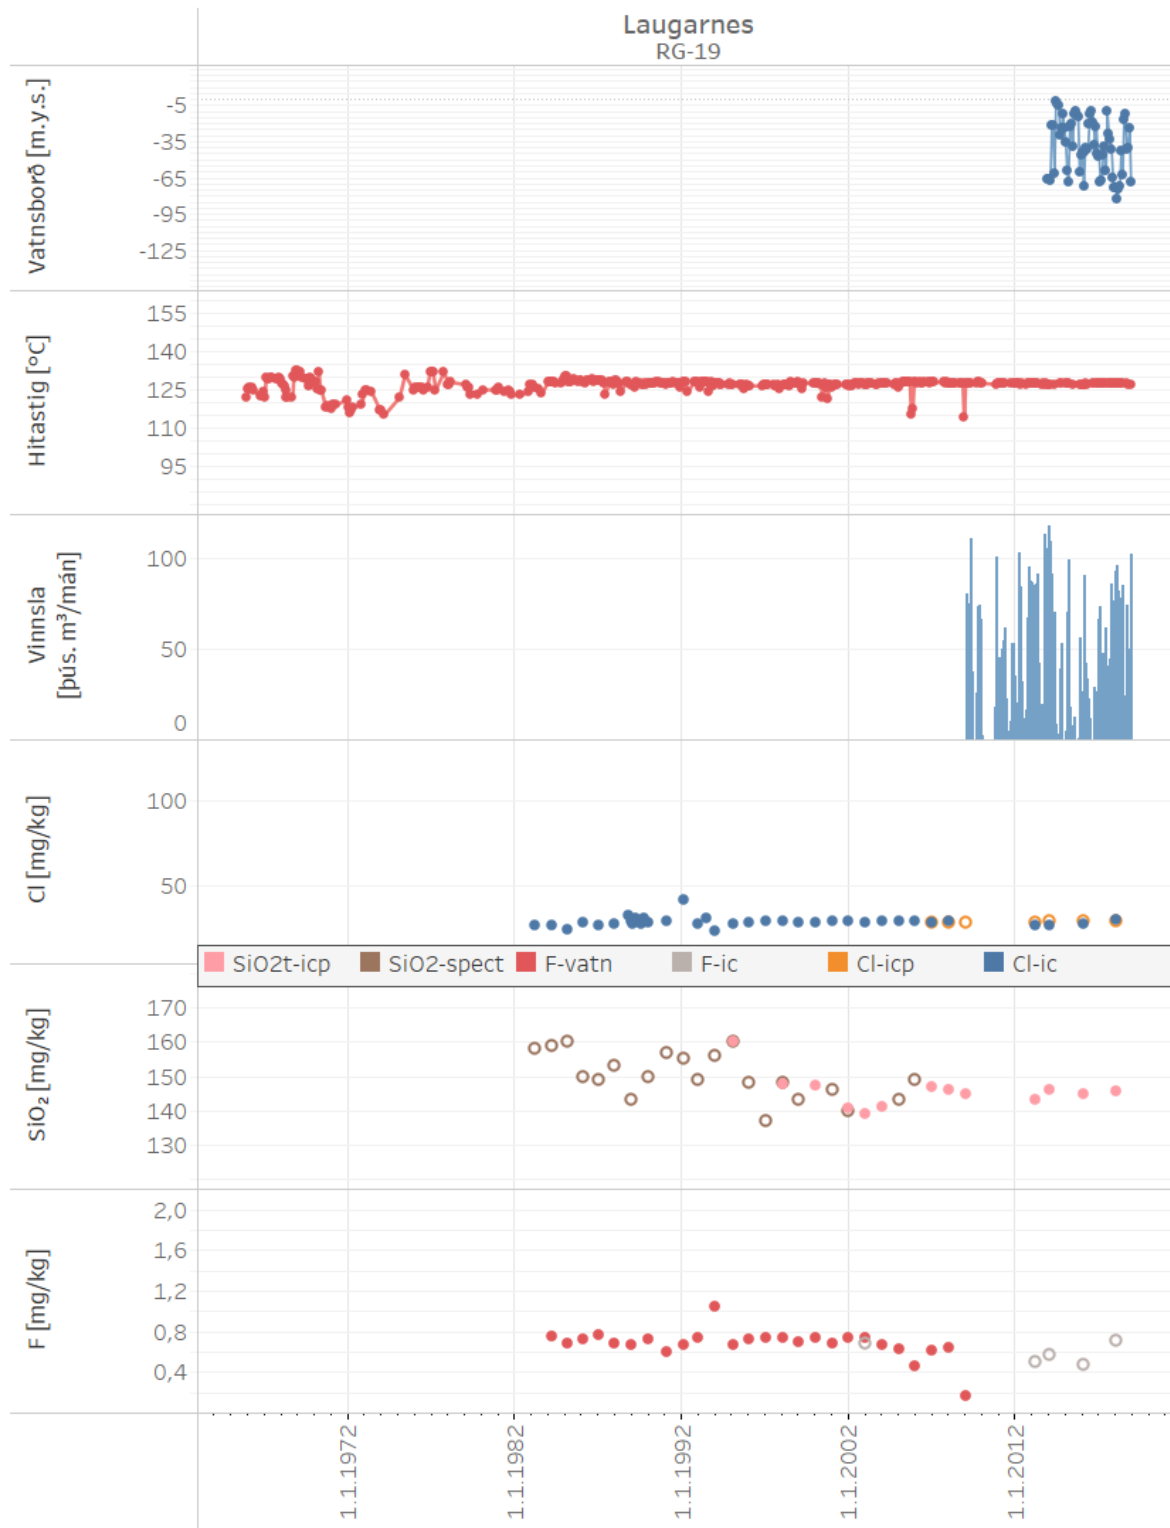 Laugarnes
RG-19
Vatnsborð [m.y.s.]
-5
-35
-65
-95
-125
Hitastig [°C]
155
140
125
110
95
Vinnsla
[þús. m³/mán]
100
50
0
Cl [mg/kg]
100
50
SiO2t-icp
SiO2-spect
F-vatn
F-ic
Cl-icp
Cl-ic
SiO₂ [mg/kg]
170
160
150
140
130
F [mg/kg]
2,0
1,6
1,2
0,8
0,4
1.1.1972
1.1.1982
1.1.1992
1.1.2002
1.1.2012